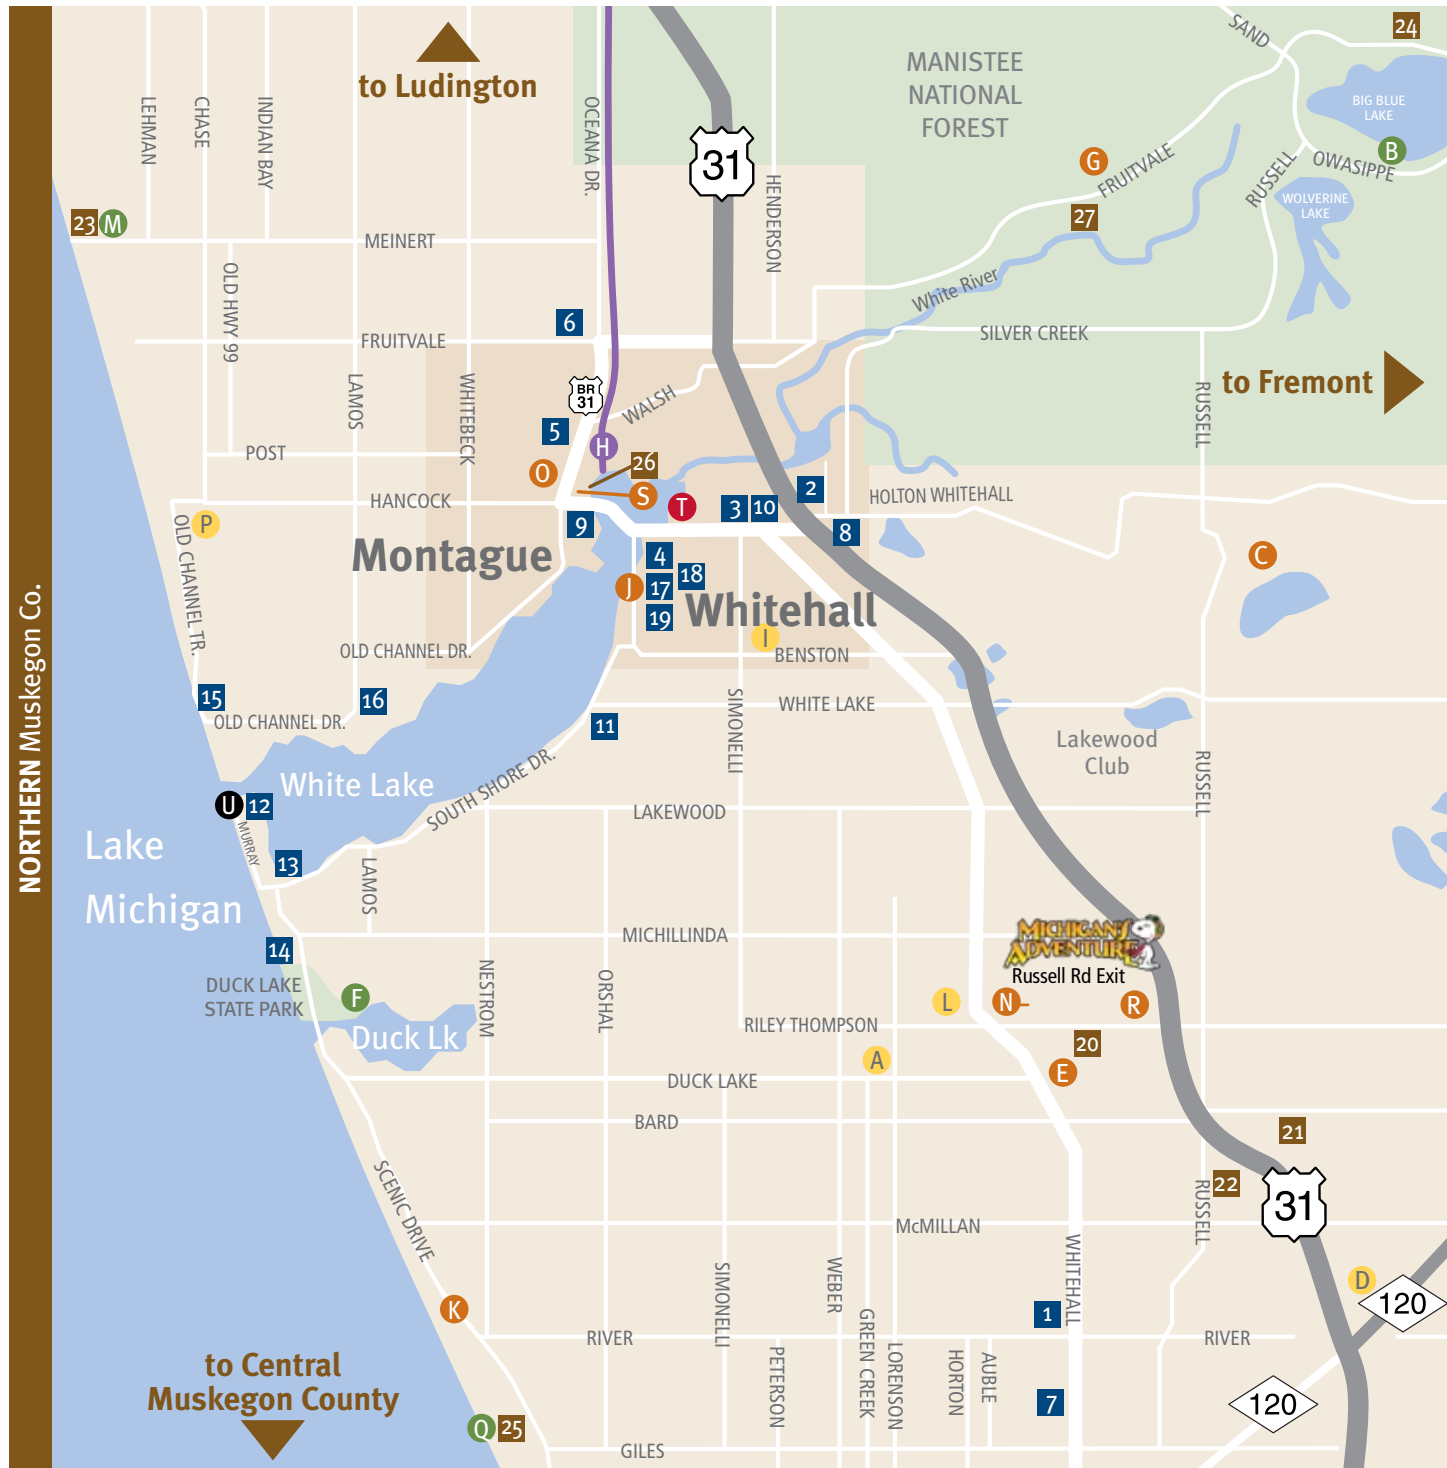 NORTHERN Muskegon Co.
to Ludington
LEHMAN
CHASE
INDIAN BAY
OCEANA DR.
31
HENDERSON
MANISTEE
NATIONAL
FOREST
SAND
24
BIG BLUE
LAKE
B
OWASIPPE
RUSSELL
WOLVERINE
LAKE
G
FRUITVALE
27
23
M
MEINERT
OLD HWY 99
White River
6
FRUITVALE
SILVER CREEK
LAMOS
WHITEBECK
BR
31
WALSH
to Fremont
RUSSELL
5
H
POST
O
26
S
T
2
3
10
HANCOCK
HOLTON WHITEHALL
P
OLD CHANNEL TR.
9
8
Montague
4
18
J
17
19
Whitehall
C
I
BENSTON
OLD CHANNEL DR.
15
16
OLD CHANNEL DR.
11
SIMONELLI
WHITE LAKE
Lakewood
Club
RUSSELL
White Lake
SOUTH SHORE DR.
U
12
MURRAY
LAKEWOOD
Lake
Michigan
13
LAMOS
14
MICHILLINDA
MICHIGAN'S
ADVENTURE
Russell Rd Exit
DUCK LAKE
STATE PARK
F
NESTROM
ORSHAL
L
N
R
Duck Lk
RILEY THOMPSON
20
A
E
DUCK LAKE
BARD
21
SCENIC DRIVE
22
RUSSELL
31
McMILLAN
WHITEHALL
SIMONELLI
WEBER
D
120
K
1
GREEN CREEK
RIVER
RIVER
PETERSON
LORENSON
HORTON
AUBLE
to Central
Muskegon County
7
120
Q
25
GILES